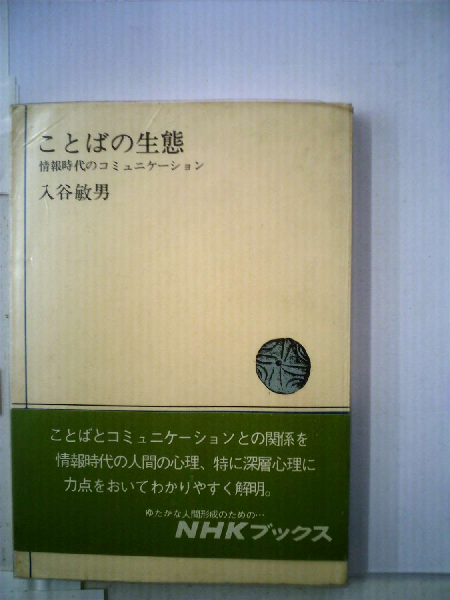 ことばの生態
情報時代のコミュニケーション
入谷敏男
ことばとコミュニケーションとの関係を
情報時代の人間の心理、特に深層心理に
力点をおいてわかりやすく解明。
ゆたかな人間形成のための…
NHKブックス